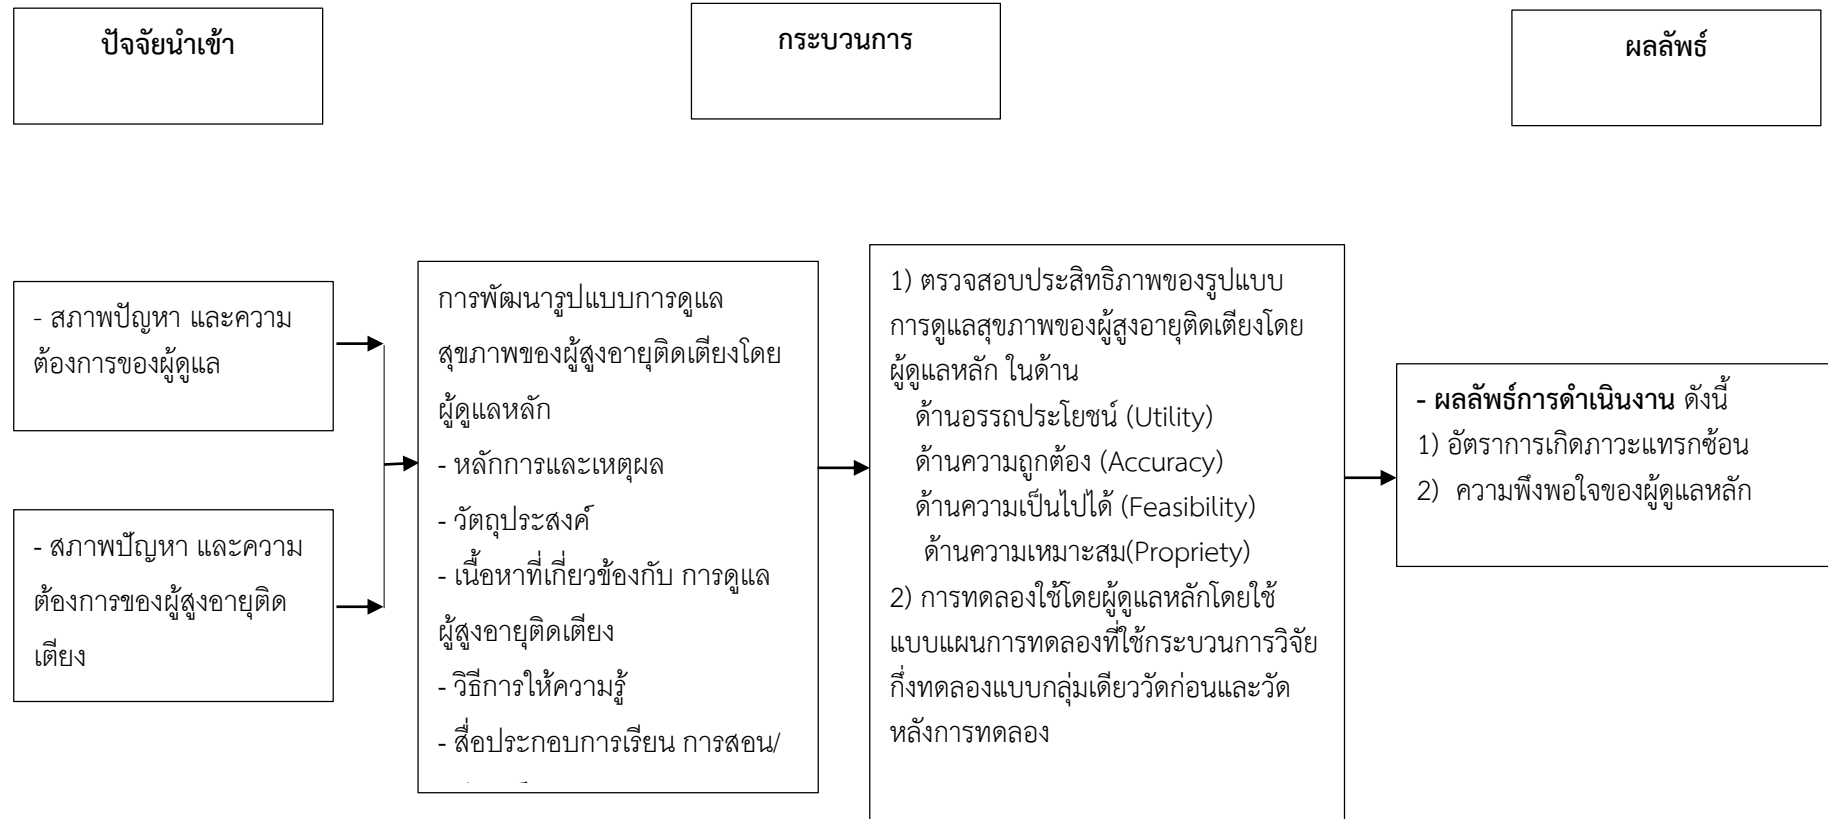 ปัจจัยนำเข้า
กระบวนการ
ผลลัพธ์
- สภาพปัญหา และความ
ต้องการของผู้ดูแล
- สภาพปัญหา และความ
ต้องการของผู้สูงอายุติด
เตียง
การพัฒนารูปแบบการดูแล
สุขภาพของผู้สูงอายุติดเตียงโดย
ผู้ดูแลหลัก
- หลักการและเหตุผล
- วัตถุประสงค์
- เนื้อหาที่เกี่ยวข้องกับ การดูแล
ผู้สูงอายุติดเตียง
- วิธีการให้ความรู้
- สื่อประกอบการเรียน การสอน/
1) ตรวจสอบประสิทธิภาพของรูปแบบ
การดูแลสุขภาพของผู้สูงอายุติดเตียงโดย
ผู้ดูแลหลัก ในด้าน
ด้านอรรถประโยชน์ (Utility)
ด้านความถูกต้อง (Accuracy)
ด้านความเป็นไปได้ (Feasibility)
ด้านความเหมาะสม(Propriety)
2) การทดลองใช้โดยผู้ดูแลหลักโดยใช้
แบบแผนการทดลองที่ใช้กระบวนการวิจัย
กึ่งทดลองแบบกลุ่มเดียววัดก่อนและวัด
หลังการทดลอง
- ผลลัพธ์การดำเนินงาน ดังนี้
1) อัตราการเกิดภาวะแทรกซ้อน
2) ความพึงพอใจของผู้ดูแลหลัก